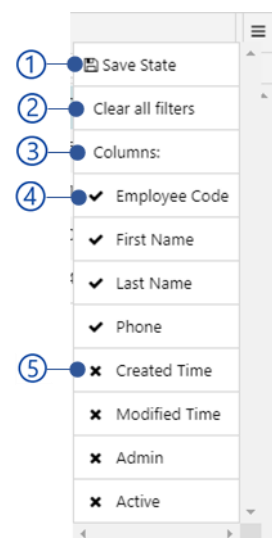 1 Save State
2 Clear all filters
3 Columns:
4 Employee Code
First Name
Last Name
Phone
5 Created Time
Modified Time
Admin
Active